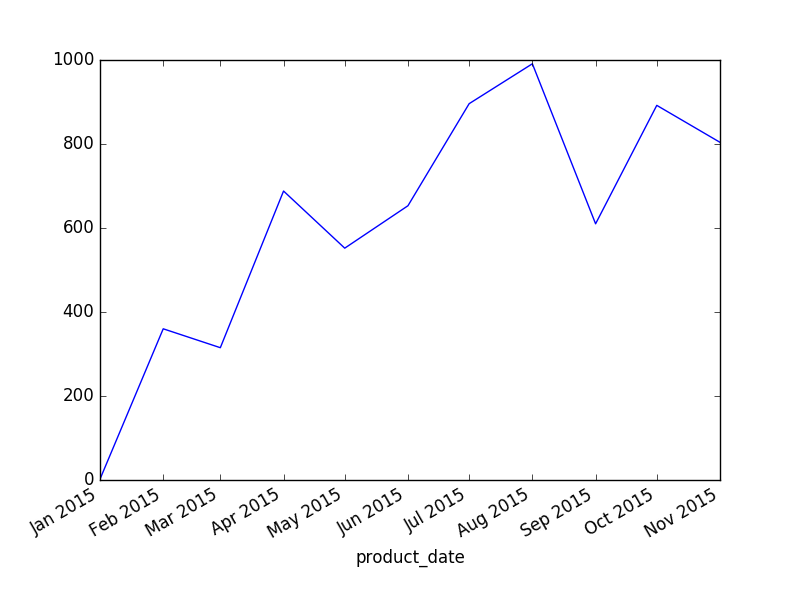 1000
800
600
400
200
0
Jan 2015
Feb 2015
Mar 2015
Apr 2015
May 2015
Jun 2015
Jul 2015
Aug 2015
Sep 2015
Oct 2015
Nov 2015
product_date